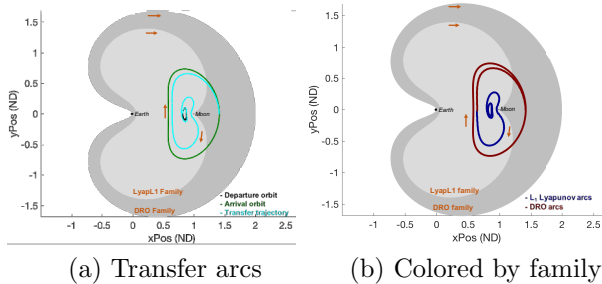 yPos (ND)
1.5
1
0.5
0
-0.5
-1
-1.5
Earth
Moon
LyapL1 Family
DRO Family
- Departure orbit
- Arrival orbit
- Transfer trajectory
-1 -0.5 0 0.5 1 1.5 2 2.5
xPos (ND)
(a) Transfer arcs
yPos (ND)
1.5
1
0.5
0
-0.5
-1
-1.5
Earth
Moon
LyapL1 family
DRO family
- L₁ Lyapunov arcs
- DRO arcs
-1 -0.5 0 0.5 1 1.5 2 2.5
xPos (ND)
(b) Colored by family